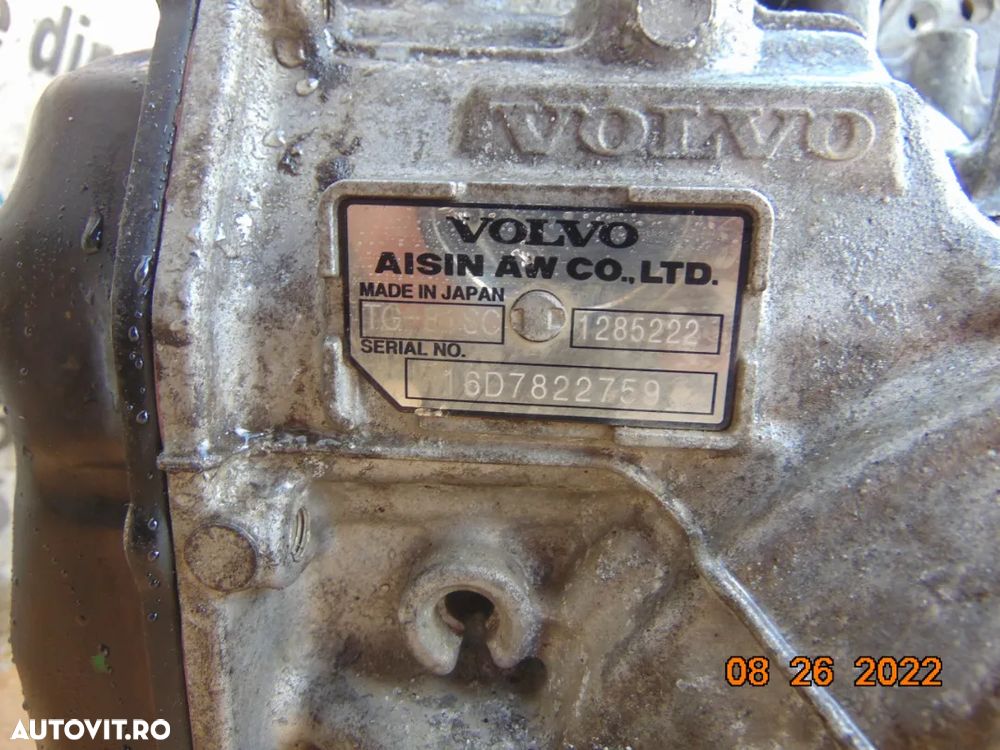 VOLVO
VOLVO
AISIN AW CO., LTD.
MADE IN JAPAN
1285222
SERIAL NO.
16D7822759
08 26 2022
AUTOVIT.RO